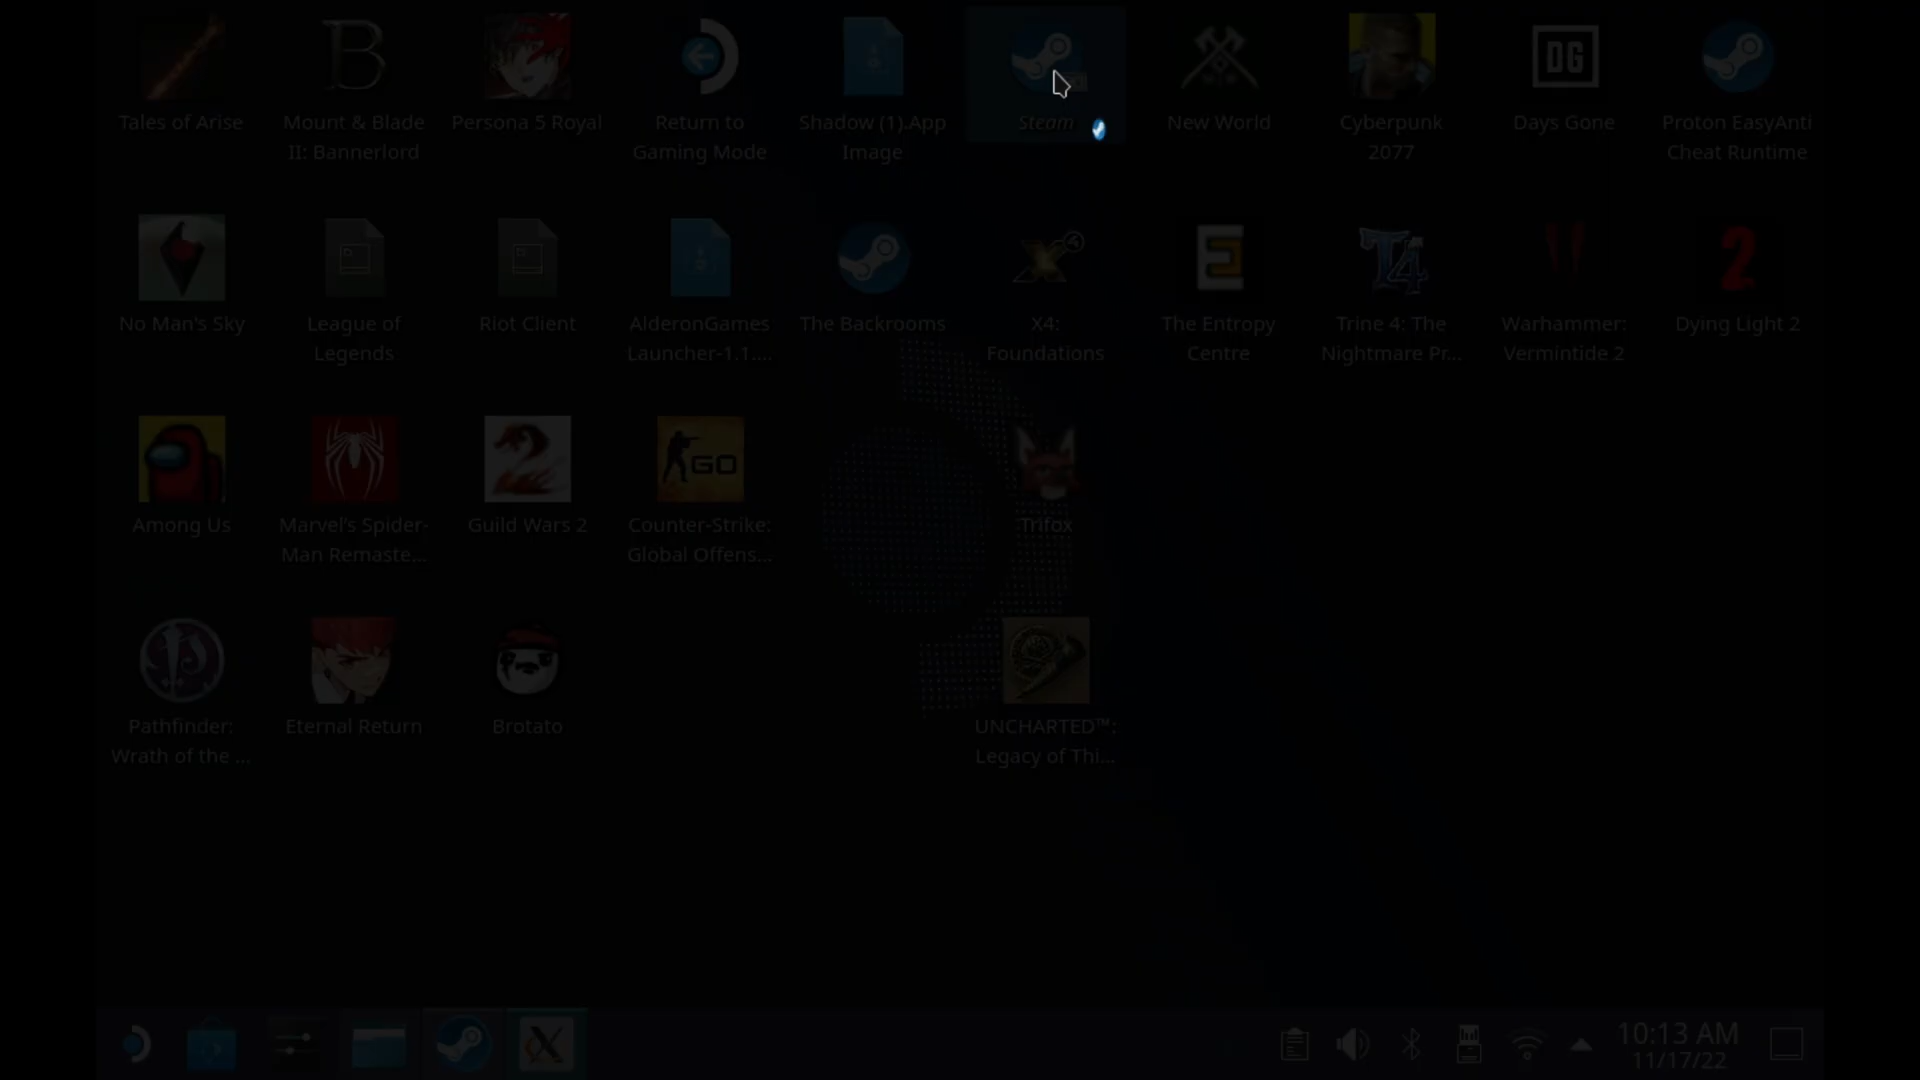 Tales of Arise
Mount & Blade
II: Bannerlord
Persona 5 Royal
Return to
Gaming Mode
Shadow (1).App
Image
Steam
New World
Cyberpunk
2077
DG
Days Gone
Proton EasyAnti
Cheat Runtime
No Man's Sky
League of
Legends
Riot Client
AlderonGames
Launcher-1.1....
The Backrooms
X4:
Foundations
The Entropy
Centre
Trine 4: The
Nightmare Pr...
Warhammer:
Vermintide 2
Dying Light 2
Among Us
Marvel's Spider-
Man Remaste...
Guild Wars 2
GO
Counter-Strike:
Global Offens...
Trifox
Pathfinder:
Wrath of the ...
Eternal Return
Brotato
UNCHARTED™:
Legacy of Thi...
10:13 AM
11/17/22